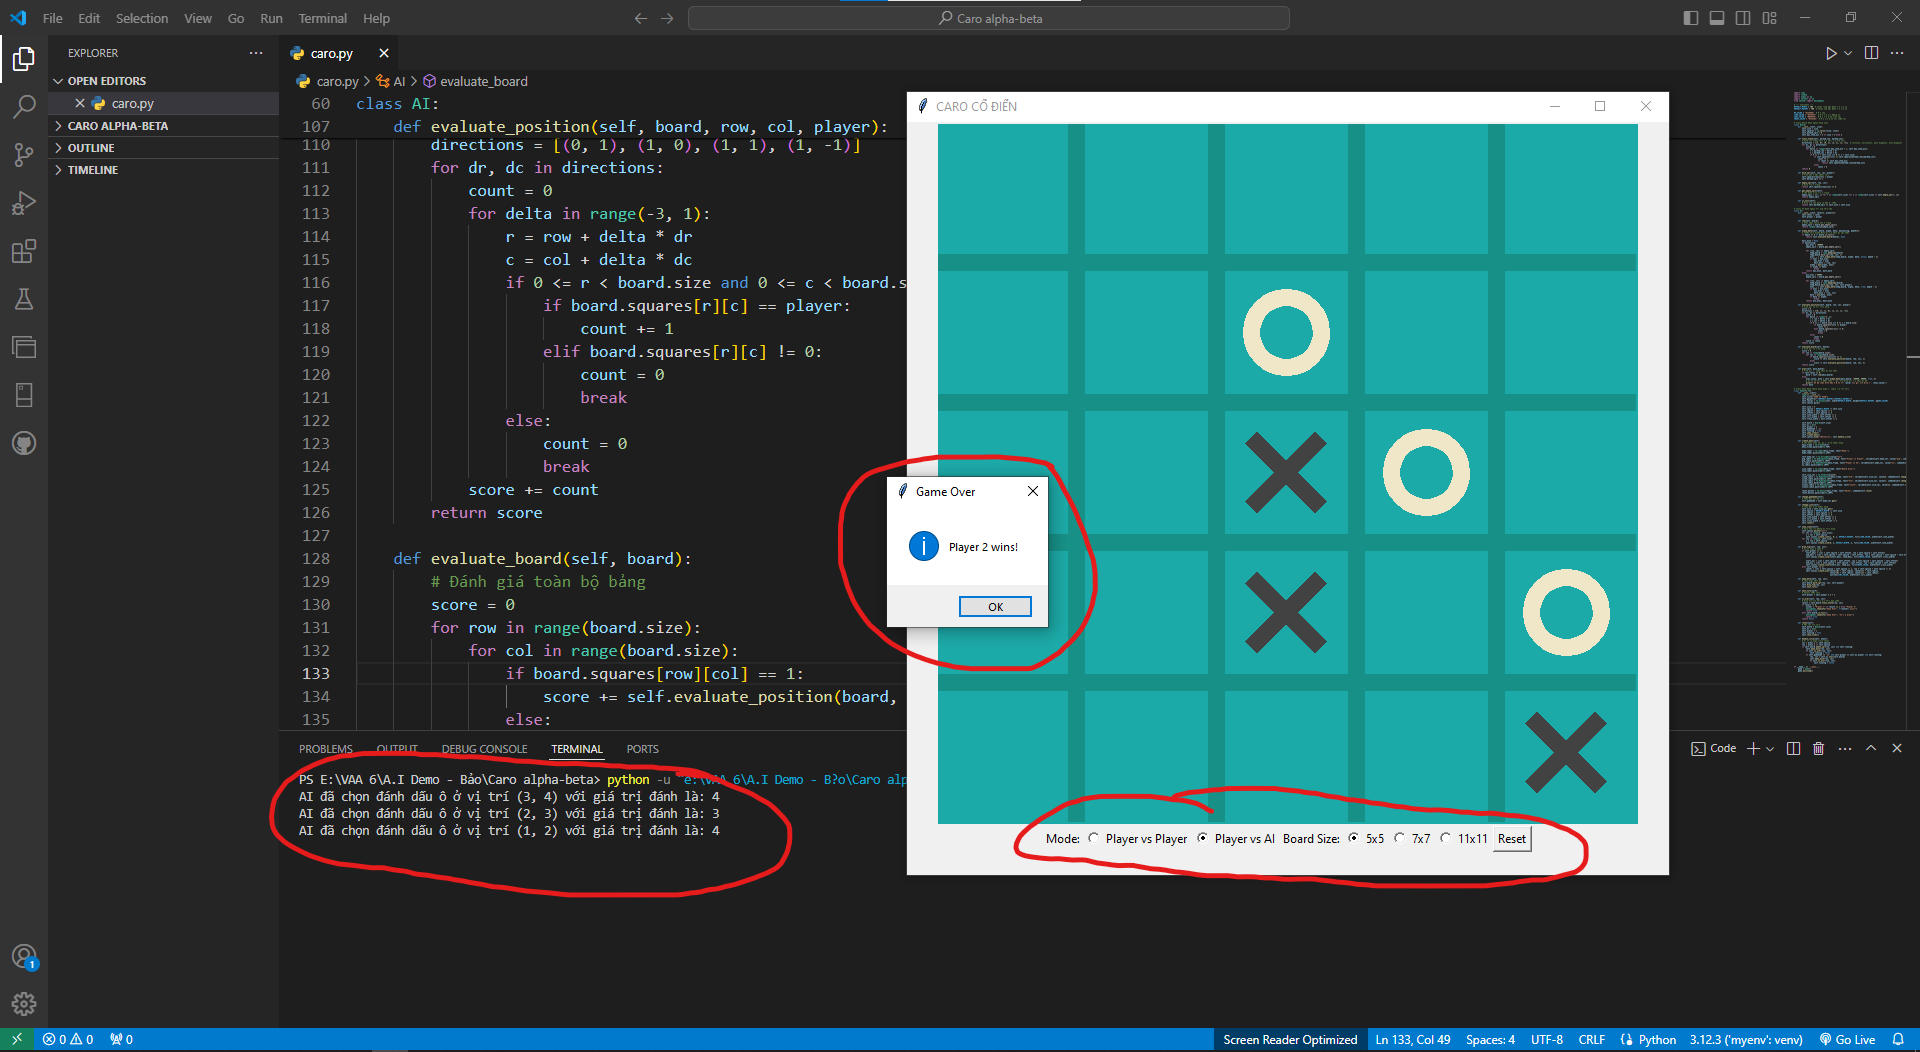 File Edit Selection View Go Run Terminal Help
Caro alpha-beta
EXPLORER
OPEN EDITORS
caro.py
CARO ALPHA-BETA
OUTLINE
TIMELINE
caro.py
caro.py > AI > evaluate_board
60 class AI:
107 def evaluate_position(self, board, row, col, player):
110 directions = [(0, 1), (1, 0), (1, 1), (1, -1)]
111 for dr, dc in directions:
112 count = 0
113 for delta in range(-3, 1):
114 r = row + delta * dr
115 c = col + delta * dc
116 if 0 <= r < board.size and 0 <= c < board.s
117 if board.squares[r][c] == player:
118 count += 1
119 elif board.squares[r][c] != 0:
120 count = 0
121 break
122 else:
123 count = 0
124 break
125 score += count
126 return score
127
128 def evaluate_board(self, board):
129 # Đánh giá toàn bộ bảng
130 score = 0
131 for row in range(board.size):
132 for col in range(board.size):
133 if board.squares[row][col] == 1:
134 score += self.evaluate_position(board,
135 else:
PROBLEMS OUTPUT DEBUG CONSOLE TERMINAL PORTS
Code
PS E:\VAA 6\A.I Demo - Bảo\Caro alpha-beta> python -u "e:\VAA 6\A.I Demo - B?o\Caro alp
AI đã chọn đánh dấu ô ở vị trí (3, 4) với giá trị đánh là: 4
AI đã chọn đánh dấu ô ở vị trí (2, 3) với giá trị đánh là: 3
AI đã chọn đánh dấu ô ở vị trí (1, 2) với giá trị đánh là: 4
CARO CỔ ĐIỂN
Game Over
Player 2 wins!
OK
Mode: Player vs Player Player vs AI Board Size: 5x5 7x7 11x11 Reset
1
0 0 0
Screen Reader Optimized Ln 133, Col 49 Spaces: 4 UTF-8 CRLF Python 3.12.3 ('myenv': venv) Go Live